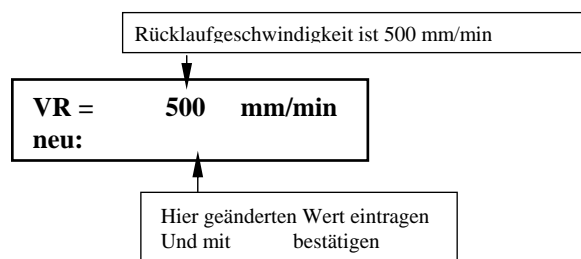 Rücklaufgeschwindigkeit ist 500 mm/min
VR = 500 mm/min
neu:
Hier geänderten Wert eintragen
Und mit bestätigen